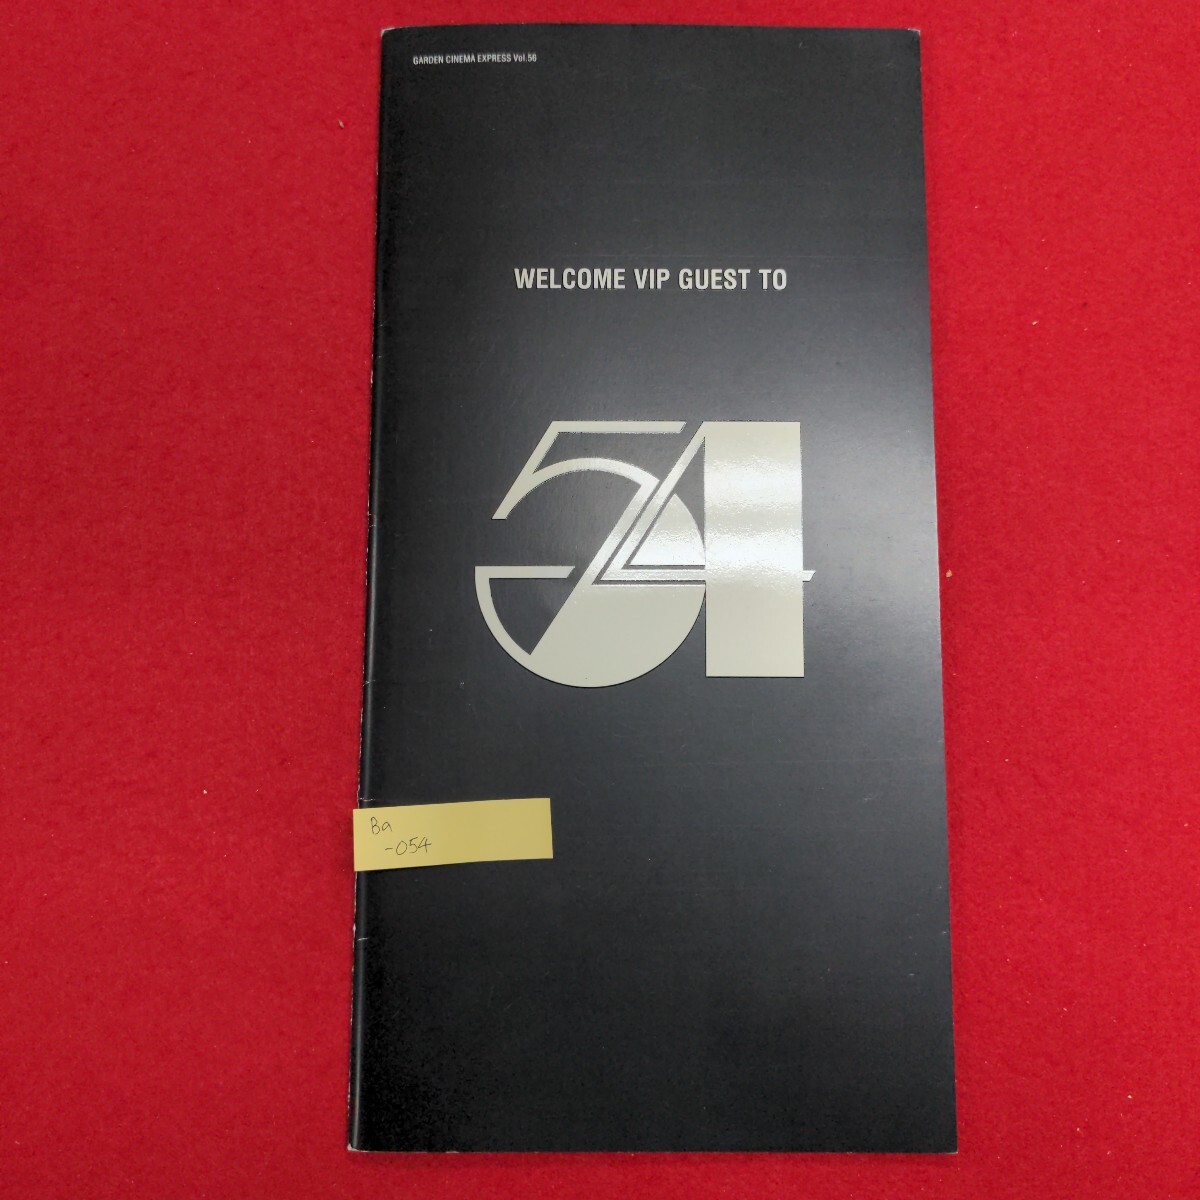 GARDEN CINEMA EXPRESS Vol.56
WELCOME VIP GUEST TO
54
Ba
-054